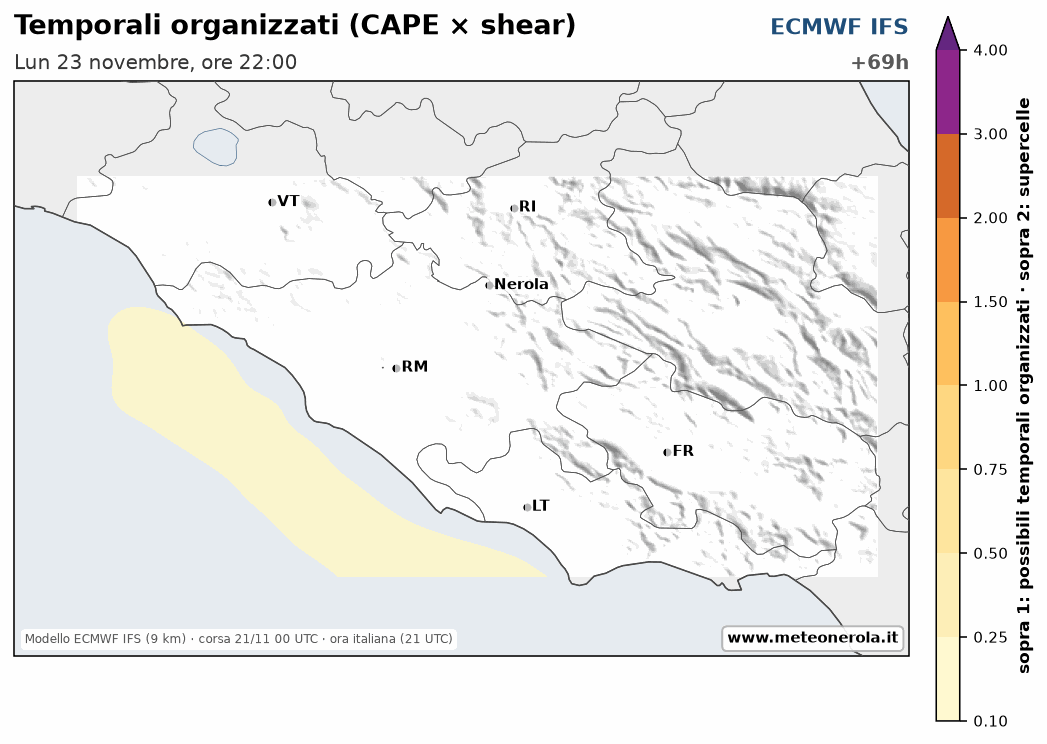 Temporali organizzati (CAPE × shear)
ECMWF IFS
Lun 23 novembre, ore 22:00
+69h
VT
RI
Nerola
RM
FR
LT
Modello ECMWF IFS (9 km) · corsa 21/11 00 UTC · ora italiana (21 UTC)
www.meteonerola.it
4.00
3.00
2.00
1.50
1.00
0.75
0.50
0.25
0.10
sopra 1: possibili temporali organizzati · sopra 2: supercelle